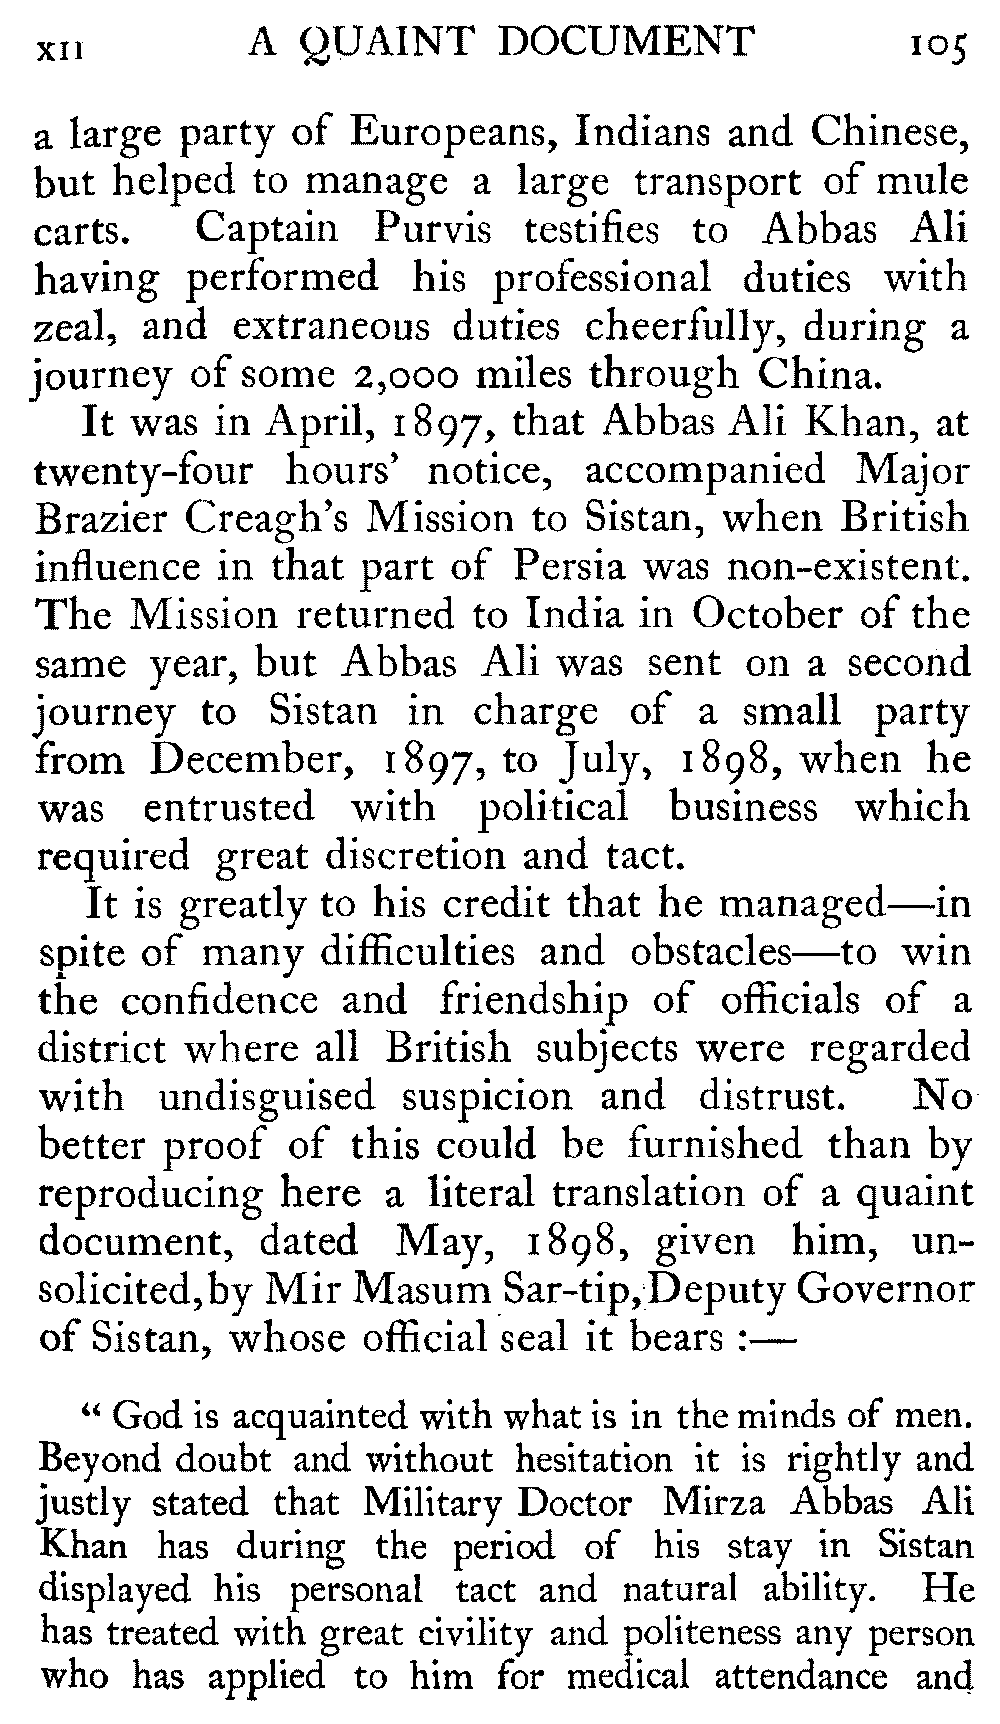 XII A QUAINT DOCUMENT 105
a large party of Europeans, Indians and Chinese,
but helped to manage a large transport of mule
carts. Captain Purvis testifies to Abbas Ali
having performed his professional duties with
zeal, and extraneous duties cheerfully, during a
journey of some 2,000 miles through China.
It was in April, 1897, that Abbas Ali Khan, at
twenty-four hours' notice, accompanied Major
Brazier Creagh's Mission to Sistan, when British
influence in that part of Persia was non-existent.
The Mission returned to India in October of the
same year, but Abbas Ali was sent on a second
journey to Sistan in charge of a small party
from December, 1897, to July, 1898, when he
was entrusted with political business which
required great discretion and tact.
It is greatly to his credit that he managed—in
spite of many difficulties and obstacles—to win
the confidence and friendship of officials of a
district where all British subjects were regarded
with undisguised suspicion and distrust. No
better proof of this could be furnished than by
reproducing here a literal translation of a quaint
document, dated May, 1898, given him, un-
solicited, by Mir Masum Sar-tip, Deputy Governor
of Sistan, whose official seal it bears :—
“ God is acquainted with what is in the minds of men.
Beyond doubt and without hesitation it is rightly and
justly stated that Military Doctor Mirza Abbas Ali
Khan has during the period of his stay in Sistan
displayed his personal tact and natural ability. He
has treated with great civility and politeness any person
who has applied to him for medical attendance and